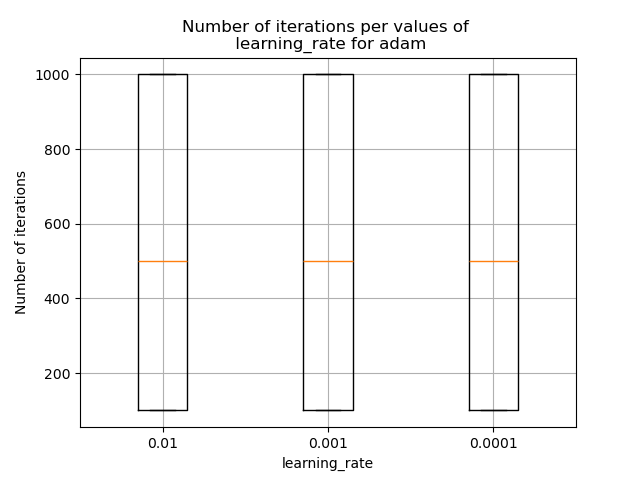 Number of iterations per values of
learning_rate for adam
1000
800
600
400
200
Number of iterations
0.01 0.001 0.0001
learning_rate